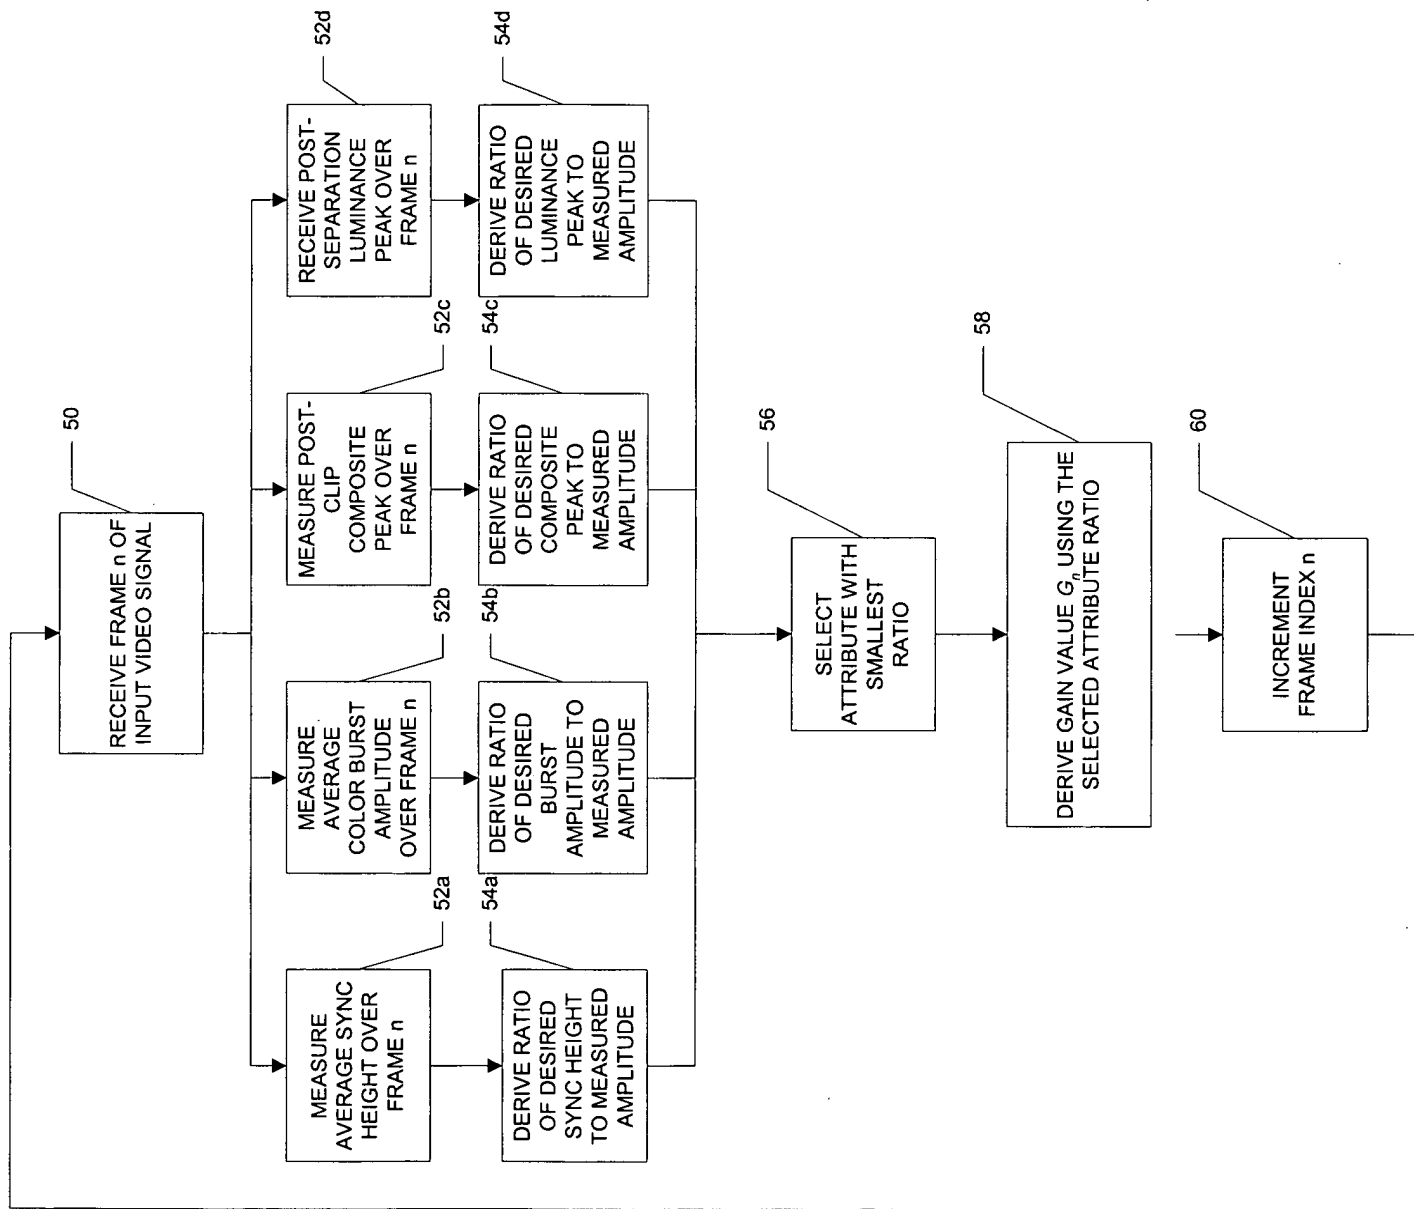 50
RECEIVE FRAME n OF
INPUT VIDEO SIGNAL
52a
MEASURE
AVERAGE SYNC
HEIGHT OVER
FRAME n
52b
MEASURE
AVERAGE
COLOR BURST
AMPLITUDE
OVER FRAME n
52c
MEASURE POST-
CLIP
COMPOSITE
PEAK OVER
FRAME n
52d
RECEIVE POST-
SEPARATION
LUMINANCE
PEAK OVER
FRAME n
54a
DERIVE RATIO
OF DESIRED
SYNC HEIGHT
TO MEASURED
AMPLITUDE
54b
DERIVE RATIO
OF DESIRED
BURST
AMPLITUDE TO
MEASURED
AMPLITUDE
54c
DERIVE RATIO
OF DESIRED
COMPOSITE
PEAK TO
MEASURED
AMPLITUDE
54d
DERIVE RATIO
OF DESIRED
LUMINANCE
PEAK TO
MEASURED
AMPLITUDE
56
SELECT
ATTRIBUTE WITH
SMALLEST
RATIO
58
DERIVE GAIN VALUE Gn USING THE
SELECTED ATTRIBUTE RATIO
60
INCREMENT
FRAME INDEX n